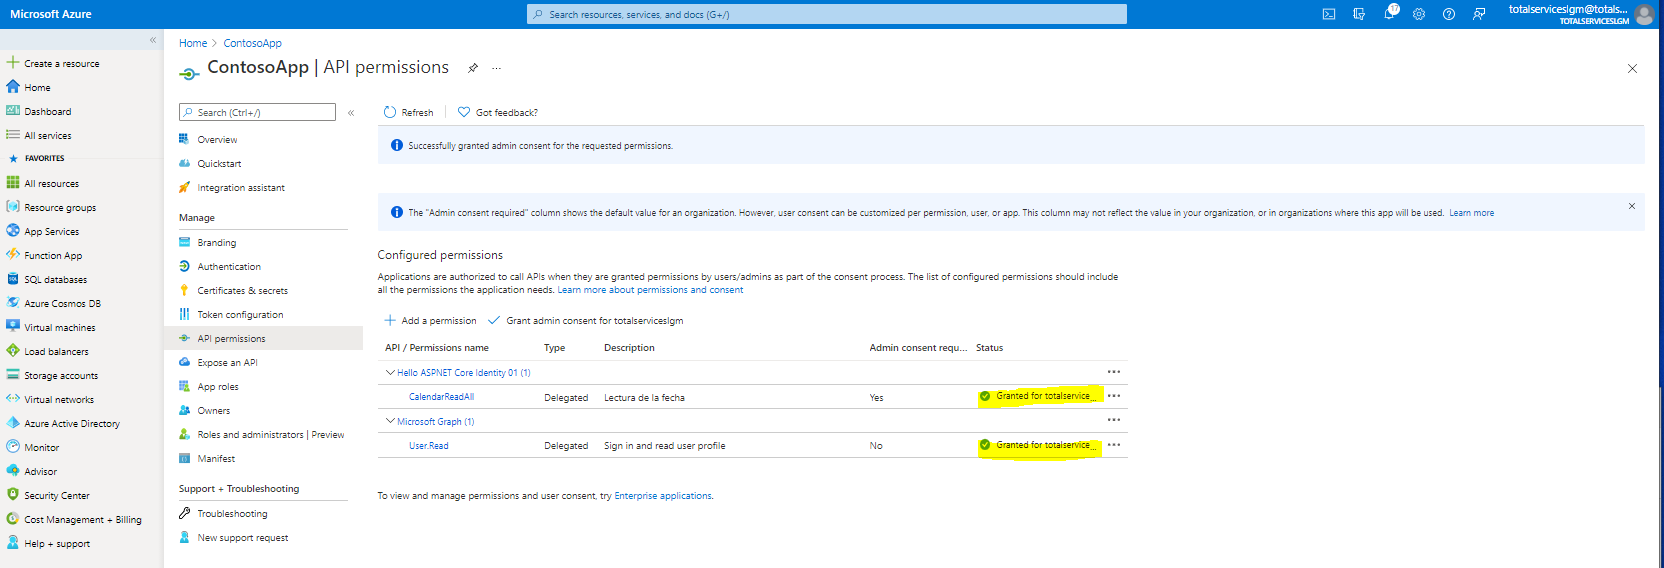 Microsoft Azure
Search resources, services, and docs (G+/)
17
totalserviceslgm@totals...
TOTALSERVICESLGM
«
Create a resource
Home
Dashboard
All services
FAVORITES
All resources
Resource groups
App Services
Function App
SQL databases
Azure Cosmos DB
Virtual machines
Load balancers
Storage accounts
Virtual networks
Azure Active Directory
Monitor
Advisor
Security Center
Cost Management + Billing
Help + support
Home > ContosoApp
ContosoApp | API permissions
Search (Ctrl+/)
«
Overview
Quickstart
Integration assistant
Manage
Branding
Authentication
Certificates & secrets
Token configuration
API permissions
Expose an API
App roles
Owners
Roles and administrators | Preview
Manifest
Support + Troubleshooting
Troubleshooting
New support request
Refresh
Got feedback?
Successfully granted admin consent for the requested permissions.
The "Admin consent required" column shows the default value for an organization. However, user consent can be customized per permission, user, or app. This column may not reflect the value in your organization, or in organizations where this app will be used. Learn more
Configured permissions
Applications are authorized to call APIs when they are granted permissions by users/admins as part of the consent process. The list of configured permissions should include
all the permissions the application needs. Learn more about permissions and consent
Add a permission
Grant admin consent for totalserviceslgm
API / Permissions name Type Description Admin consent requ... Status
Hello ASPNET Core Identity 01 (1)
CalendarReadAll Delegated Lectura de la fecha Yes Granted for totalservice...
Microsoft Graph (1)
User.Read Delegated Sign in and read user profile No Granted for totalservice...
To view and manage permissions and user consent, try Enterprise applications.